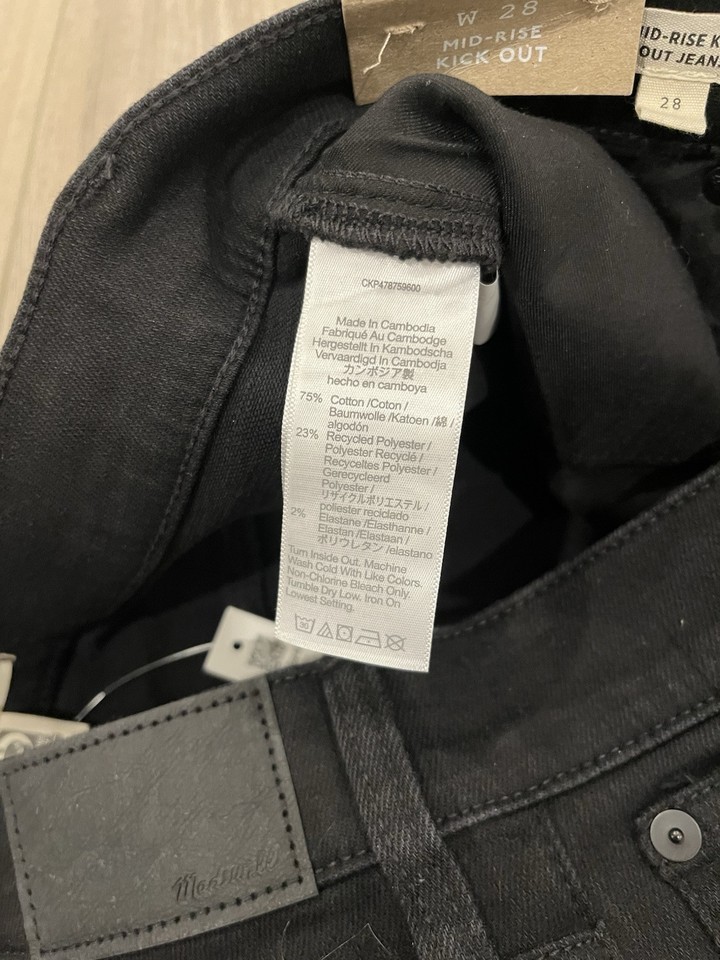 W 28
MID-RISE
KICK OUT
MID-RISE K
OUT JEANS
28
CKP478759600
Made In Cambodia
Fabriqué Au Cambodge
Hergestellt In Kambodscha
Vervaardigd In Cambodja
カンボジア製
hecho en camboya
75% Cotton /Coton /
Baumwolle /Katoen /綿 /
algodón
23% Recycled Polyester /
Polyester Recyclé /
Recyceltes Polyester /
Gerecycleerd
Polyester /
リサイクルポリエステル /
poliester reciclado
2% Elastane /Élasthanne /
Elastan /Elastaan /
ポリウレタン /elastano
Turn Inside Out. Machine
Wash Cold With Like Colors.
Non-Chlorine Bleach Only.
Tumble Dry Low. Iron On
Lowest Setting.
Madewell